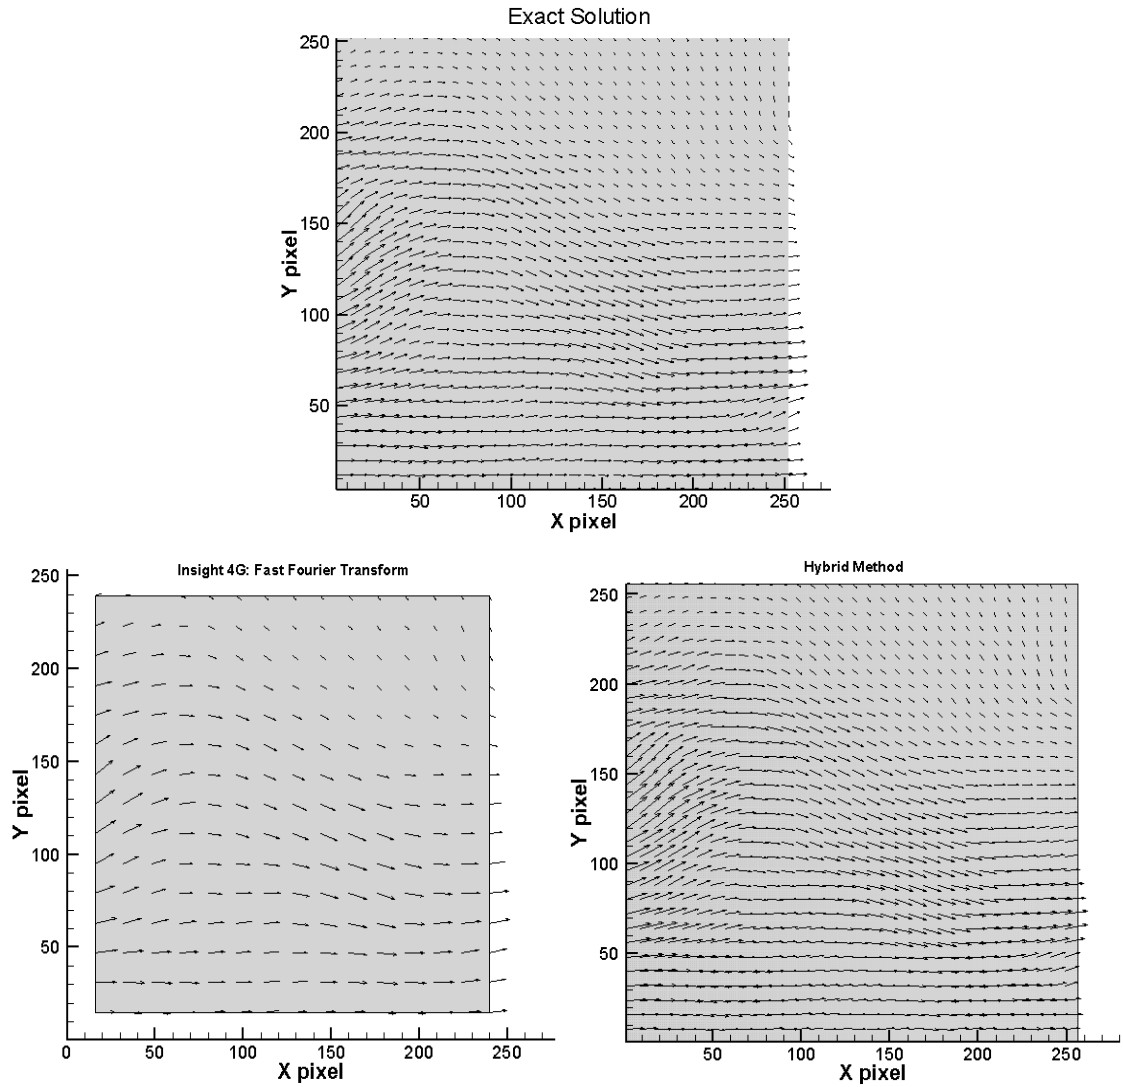 Exact Solution
250
200
150
100
50
Y pixel
50 100 150 200 250
X pixel
Insight 4G: Fast Fourier Transform
250
200
150
100
50
0
Y pixel
0 50 100 150 200 250
X pixel
Hybrid Method
250
200
150
100
50
Y pixel
50 100 150 200 250
X pixel